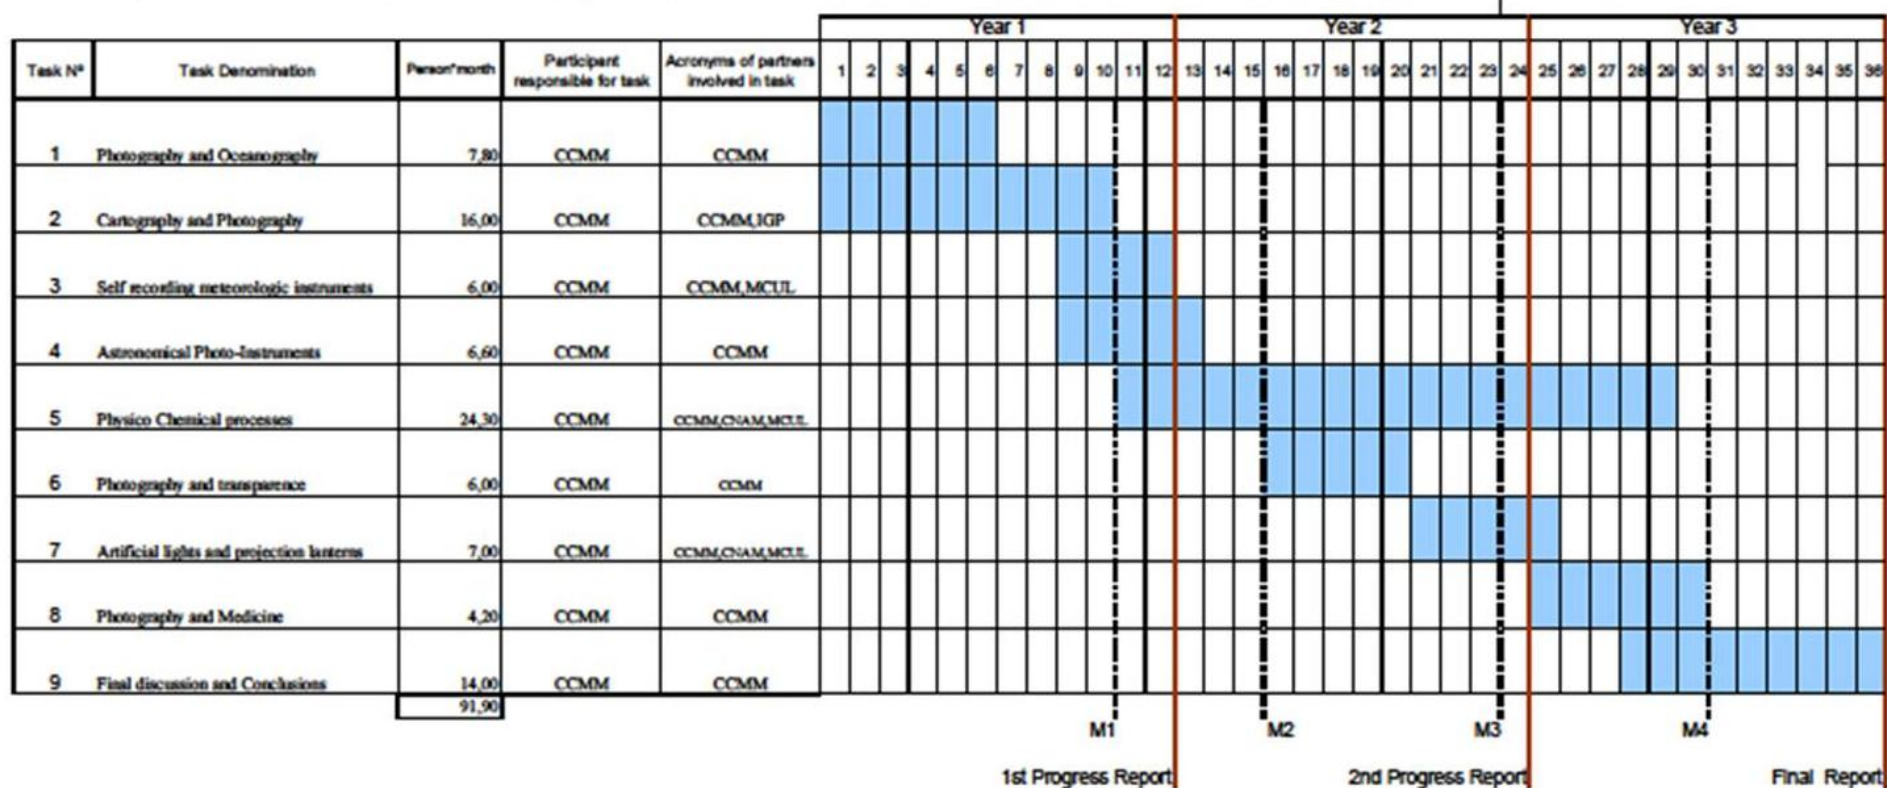 Year 1 Year 2 Year 3
Task Nº Task Denomination Person*month Participant responsible for task Acronyms of partners involved in task 1 2 3 4 5 6 7 8 9 10 11 12 13 14 15 16 17 18 19 20 21 22 23 24 25 26 27 28 29 30 31 32 33 34 35 36
1 Photography and Oceanography 7,80 CCMM CCMM
2 Cartography and Photography 16,00 CCMM CCMM,IGP
3 Self recording meteorologic instruments 6,00 CCMM CCMM,MCUL
4 Astronomical Photo-Instruments 6,60 CCMM CCMM
5 Physico Chemical processes 24,30 CCMM CCMM,CNAM,MCUL
6 Photography and transparence 6,00 CCMM CCMM
7 Artificial lights and projection lanterns 7,00 CCMM CCMM,CNAM,MCUL
8 Photography and Medicine 4,20 CCMM CCMM
9 Final discussion and Conclusions 14,00 CCMM CCMM
91,90
M1 M2 M3 M4
1st Progress Report 2nd Progress Report Final Report